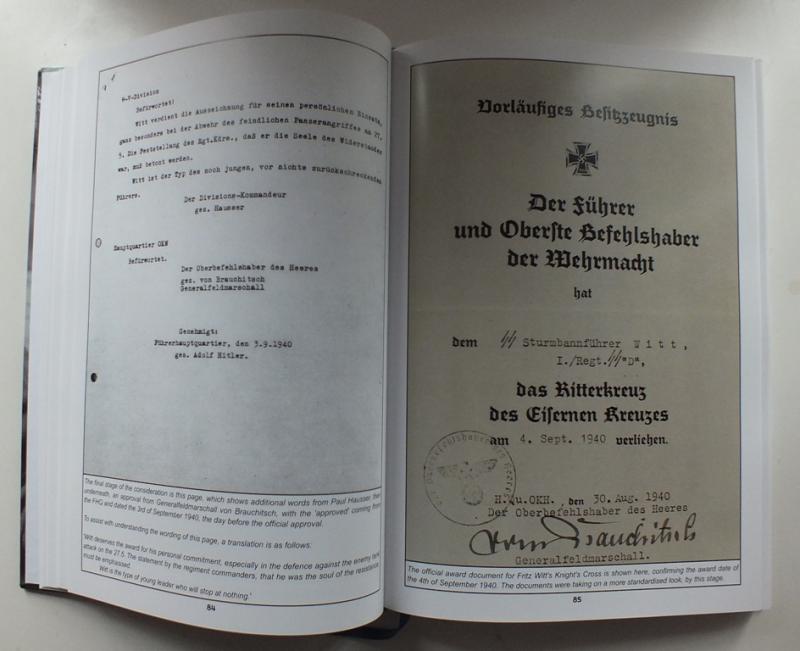 SS-V-Division
Befürwortet!
Witt verdient die Auszeichnung für seinen persönlichen Einsatz,
ganz besonders bei der Abwehr des feindlichen Panzerangriffes am 27.
5. Die Feststellung des Rgt.Kdrs., daß er die Seele des Widerstandes
war, muß betont werden.
Witt ist der Typ des noch jungen, vor nichts zurückschreckenden
Führers.
Der Divisions-Kommandeur
gez. Hausser
Hauptquartier OKW
Befürwortet.
Der Oberbefehlshaber des Heeres
gez. von Brauchitsch
Generalfeldmarschall
Genehmigt:
Führerhauptquartier, den 3.9.1940
gez. Adolf Hitler.
The final stage of the consideration is this page, which shows additional words from Paul Hausser, then
underneath, an approval from Generalfeldmarschall von Brauchitsch, with the 'approved' coming from
the FHG and dated the 3rd of September 1940, the day before the official approval.
To assist with understanding the wording of this page, a translation is as follows:
'Witt deserves the award for his personal commitment, especially in the defence against the enemy tank
attack on the 27.5. The statement by the regiment commanders, that he was the soul of the resistance
must be emphasised.
Witt is the type of young leader who will stop at nothing.'
84
Vorläufiges Besitzzeugnis
Der Führer
und Oberste Befehlshaber
der Wehrmacht
hat
dem SS Sturmbannführer Witt,
I./Regt.SS"D",
das Ritterkreuz
des Eisernen Kreuzes
am 4. Sept. 1940 verliehen.
H.Qu.OKH., den 30. Aug. 1940
Der Oberbefehlshaber des Heeres
von Brauchitsch
Generalfeldmarschall.
The official award document for Fritz Witt's Knight's Cross is shown here, confirming the award date of
the 4th of September 1940. The documents were taking on a more standardised look, by this stage.
85